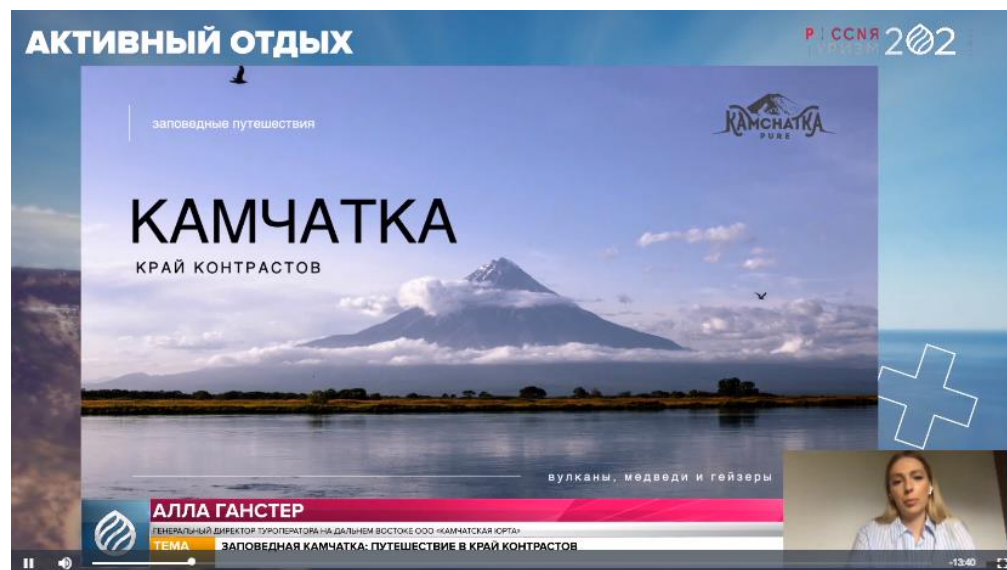 АКТИВНЫЙ ОТДЫХ
заповедные путешествия
KAMCHATKA
PURE
КАМЧАТКА
КРАЙ КОНТРАСТОВ
вулканы, медведи и гейзеры
АЛЛА ГАНСТЕР
ГЕНЕРАЛЬНЫЙ ДИРЕКТОР ТУРОПЕРАТОРА НА ДАЛЬНЕМ ВОСТОКЕ ООО «КАМЧАТСКАЯ ЮРТА»
ТЕМА ЗАПОВЕДНАЯ КАМЧАТКА: ПУТЕШЕСТВИЕ В КРАЙ КОНТРАСТОВ
-13:40